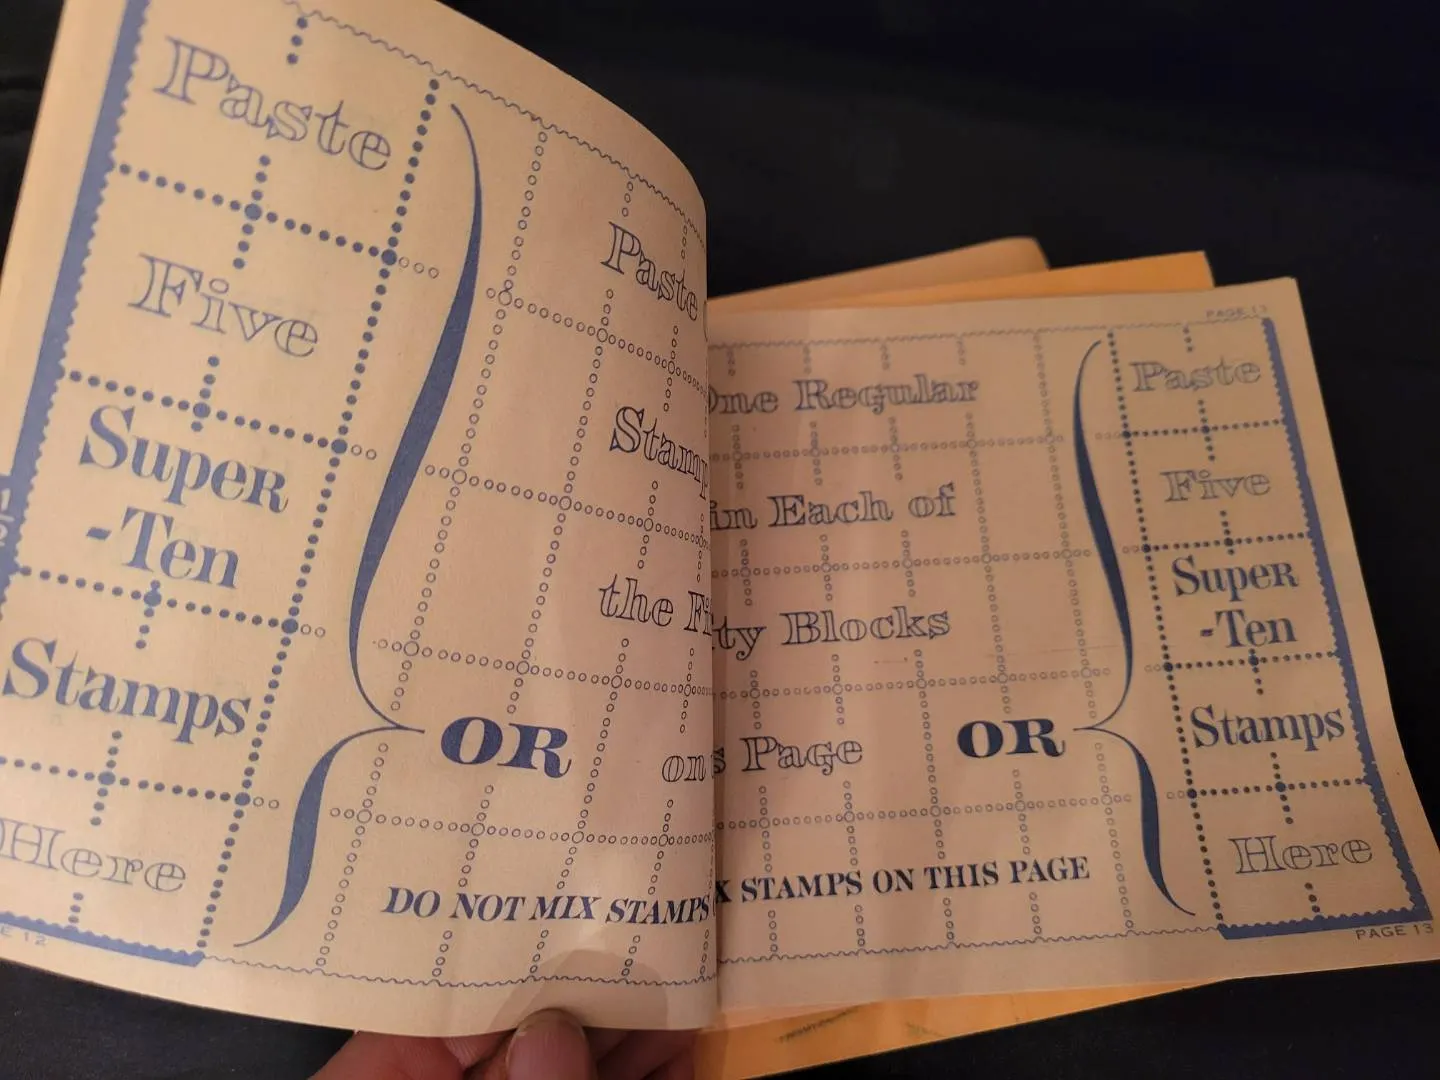 Paste
Five
Super
-Ten
Stamps
Here
Paste
Stamp
the Fi
OR
on
DO NOT MIX STAMPS
E 12
PAGE 13
One Regular
in Each of
ty Blocks
s Page
OR
X STAMPS ON THIS PAGE
Paste
Five
Super
-Ten
Stamps
Here
PAGE 13